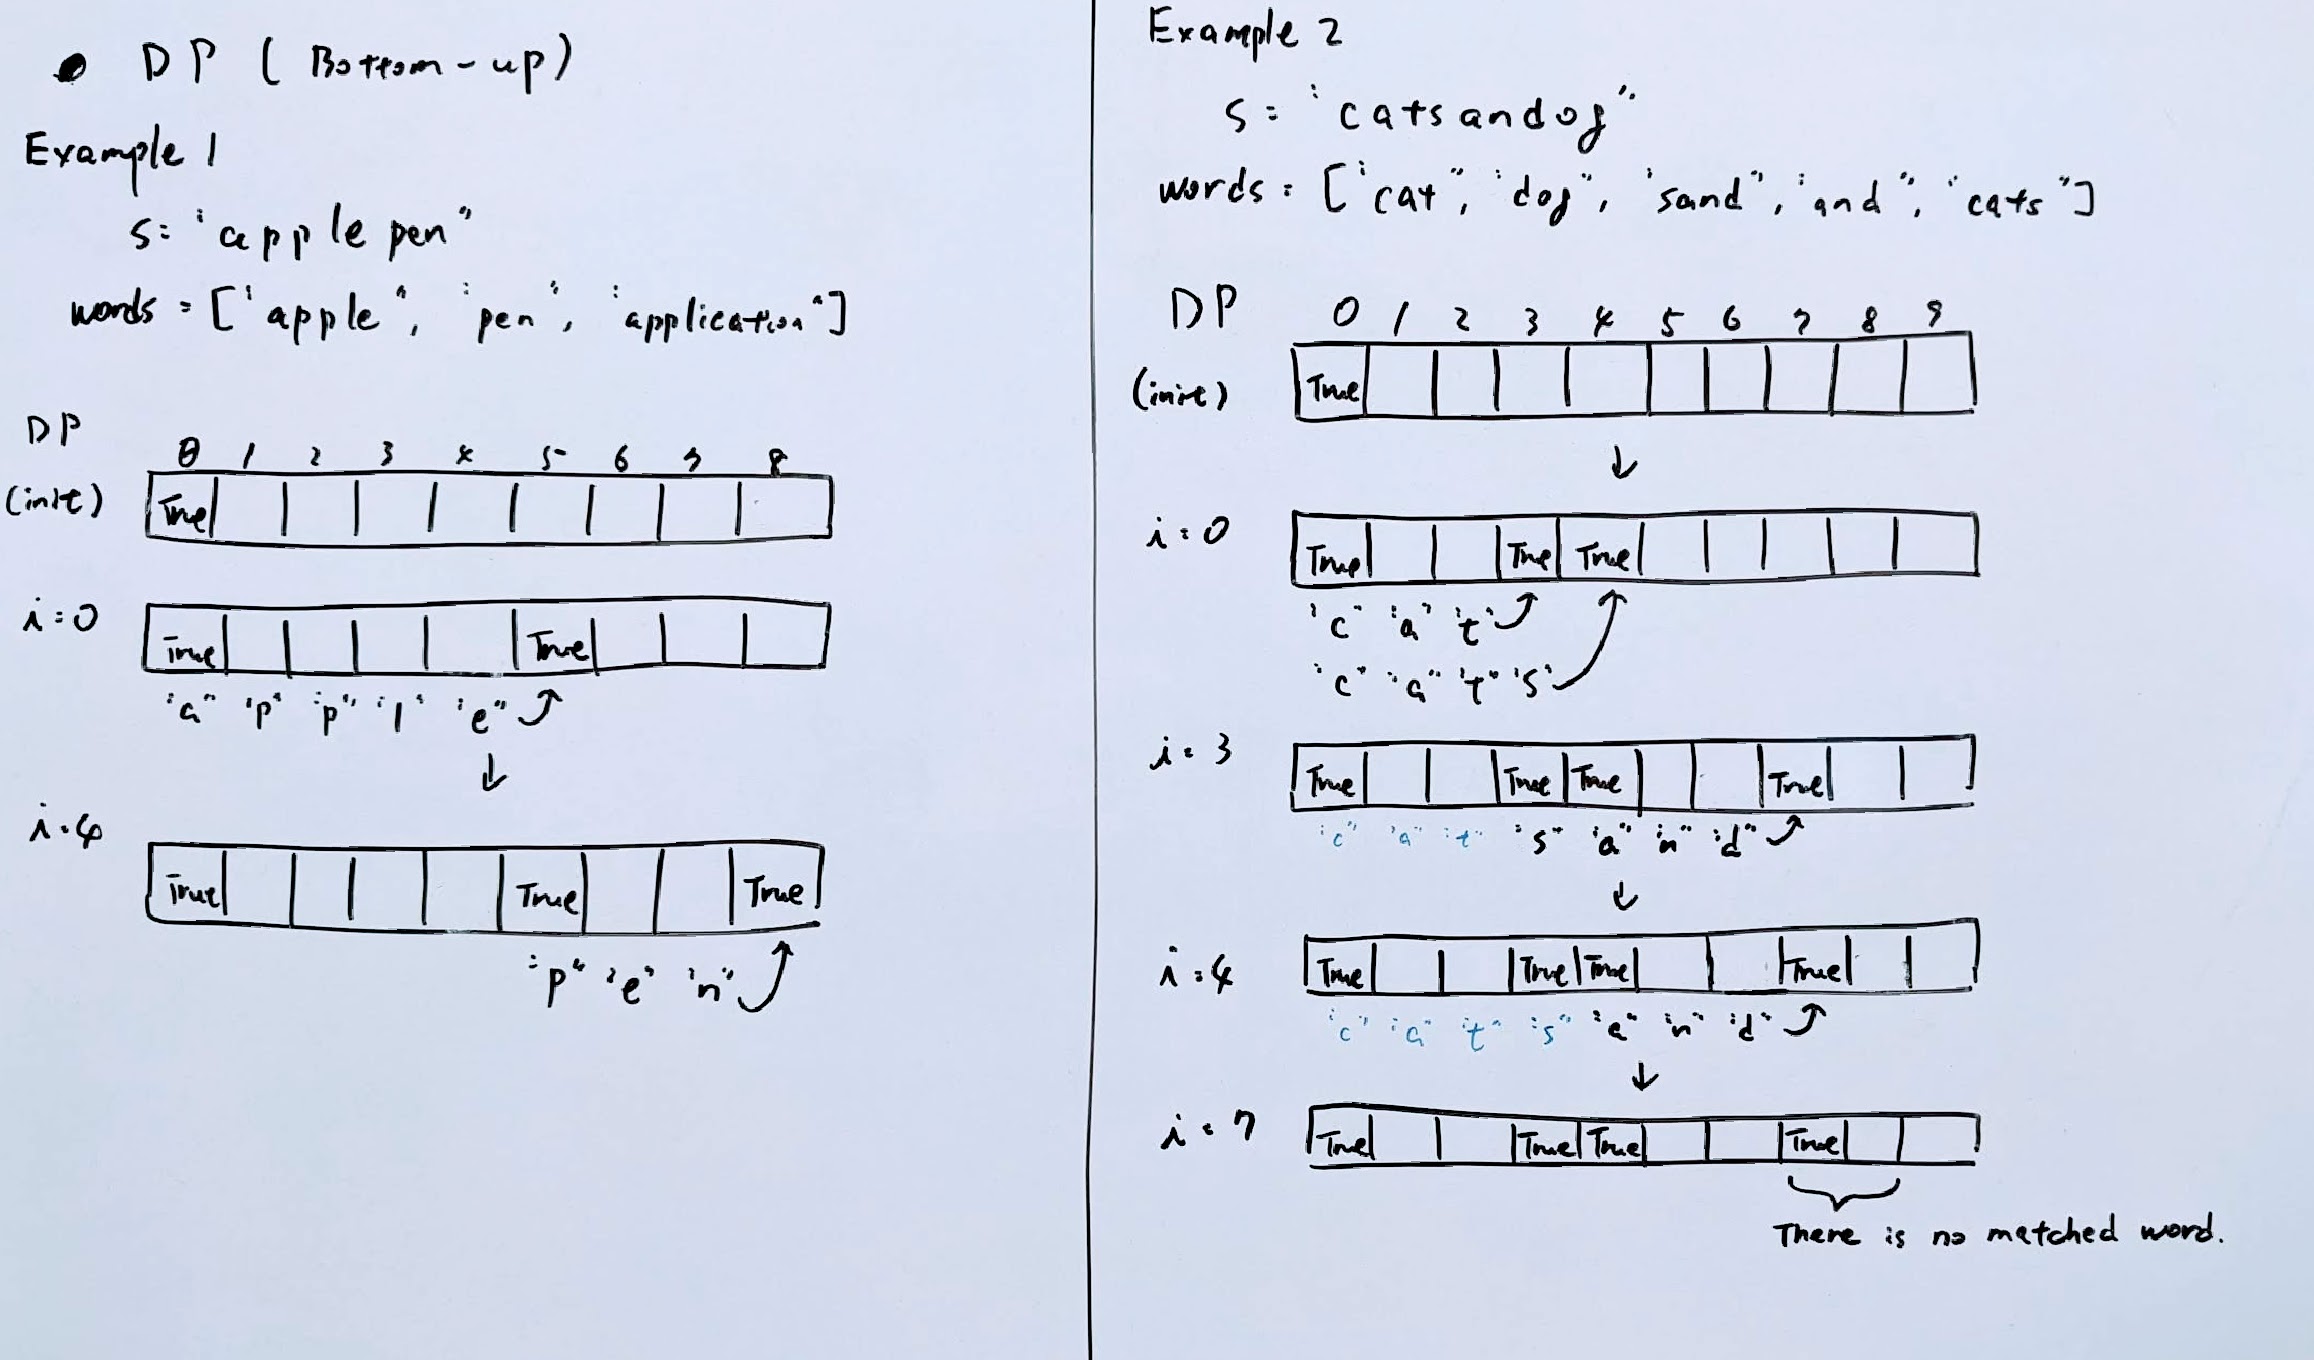 • DP (Bottom-up)
Example 1
s = "applepen"
words = ["apple", "pen", "application"]
DP
0 1 2 3 4 5 6 7 8
(init) True
i=0 True True
"a" "p" "p" "l" "e"
i=4 True True True
"p" "e" "n"
Example 2
s = "catsandog"
words = ["cat", "dog", "sand", "and", "cats"]
DP 0 1 2 3 4 5 6 7 8 9
(init) True
i=0 True True True
"c" "a" "t"
"c" "a" "t" "s"
i=3 True True True True
"c" "a" "t" "s" "a" "n" "d"
i=4 True True True True
"c" "a" "t" "s" "a" "n" "d"
i=7 True True True True
There is no matched word.